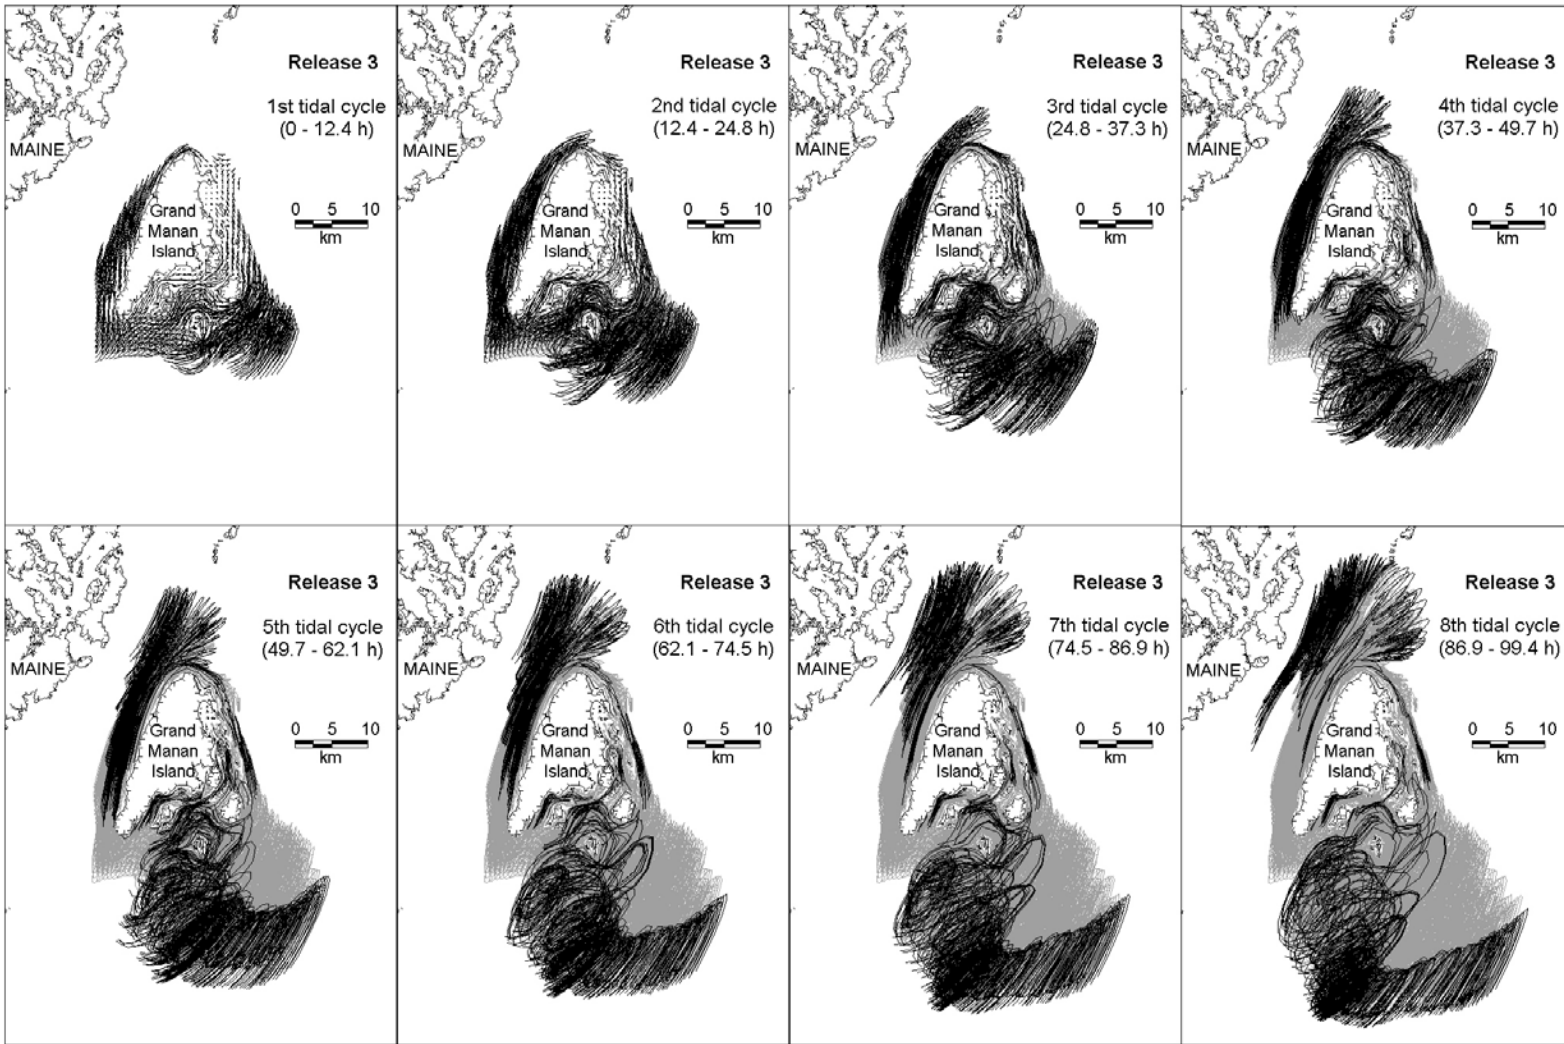 Release 3
1st tidal cycle
(0 - 12.4 h)
MAINE
Grand
Manan
Island
0 5 10
km
Release 3
2nd tidal cycle
(12.4 - 24.8 h)
MAINE
Grand
Manan
Island
0 5 10
km
Release 3
3rd tidal cycle
(24.8 - 37.3 h)
MAINE
Grand
Manan
Island
0 5 10
km
Release 3
4th tidal cycle
(37.3 - 49.7 h)
MAINE
Grand
Manan
Island
0 5 10
km
Release 3
5th tidal cycle
(49.7 - 62.1 h)
MAINE
Grand
Manan
Island
0 5 10
km
Release 3
6th tidal cycle
(62.1 - 74.5 h)
MAINE
Grand
Manan
Island
0 5 10
km
Release 3
7th tidal cycle
(74.5 - 86.9 h)
MAINE
Grand
Manan
Island
0 5 10
km
Release 3
8th tidal cycle
(86.9 - 99.4 h)
MAINE
Grand
Manan
Island
0 5 10
km